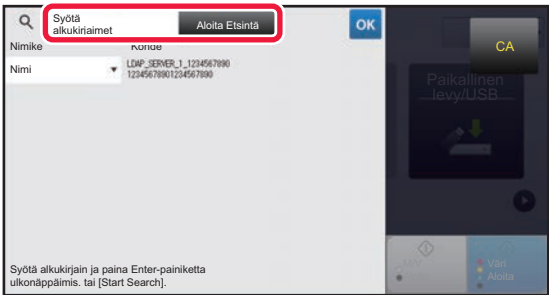 Syötä
alkukirjaimet
Aloita Etsintä
OK
CA
Nimike
Kohde
Nimi
LDAP_SERVER_1_1234567890
12345678901234567890
Paikallinen
levy/USB
Syötä alkukirjain ja paina Enter-painiketta
ulkonäppäimis. tai [Start Search].
M/V
Väri
Aloita